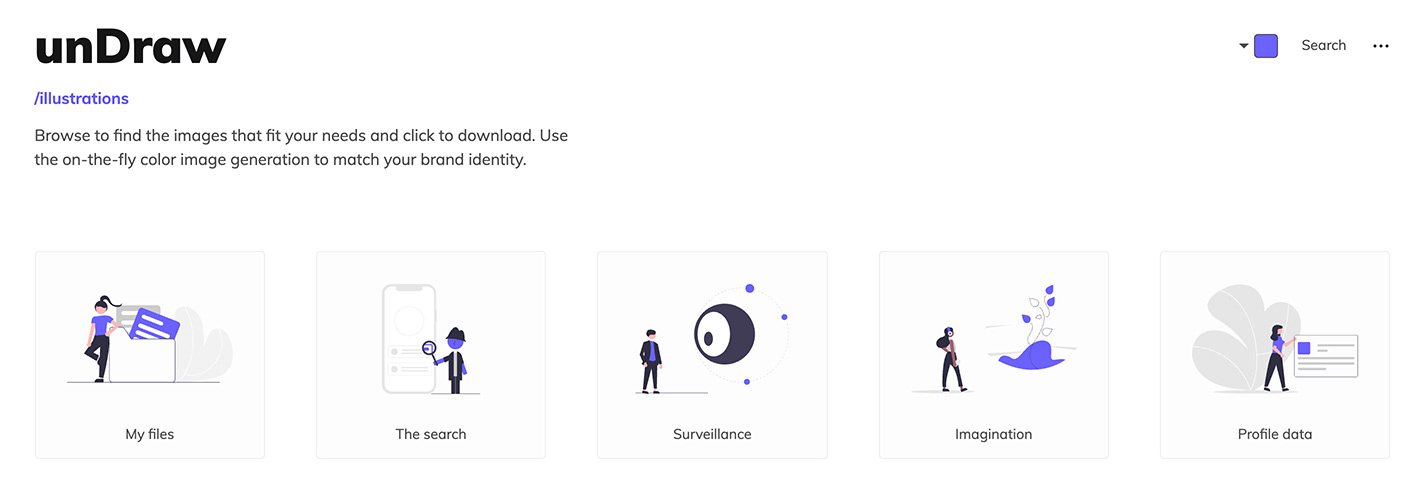 unDraw
Search
/illustrations
Browse to find the images that fit your needs and click to download. Use
the on-the-fly color image generation to match your brand identity.
My files
The search
Surveillance
Imagination
Profile data